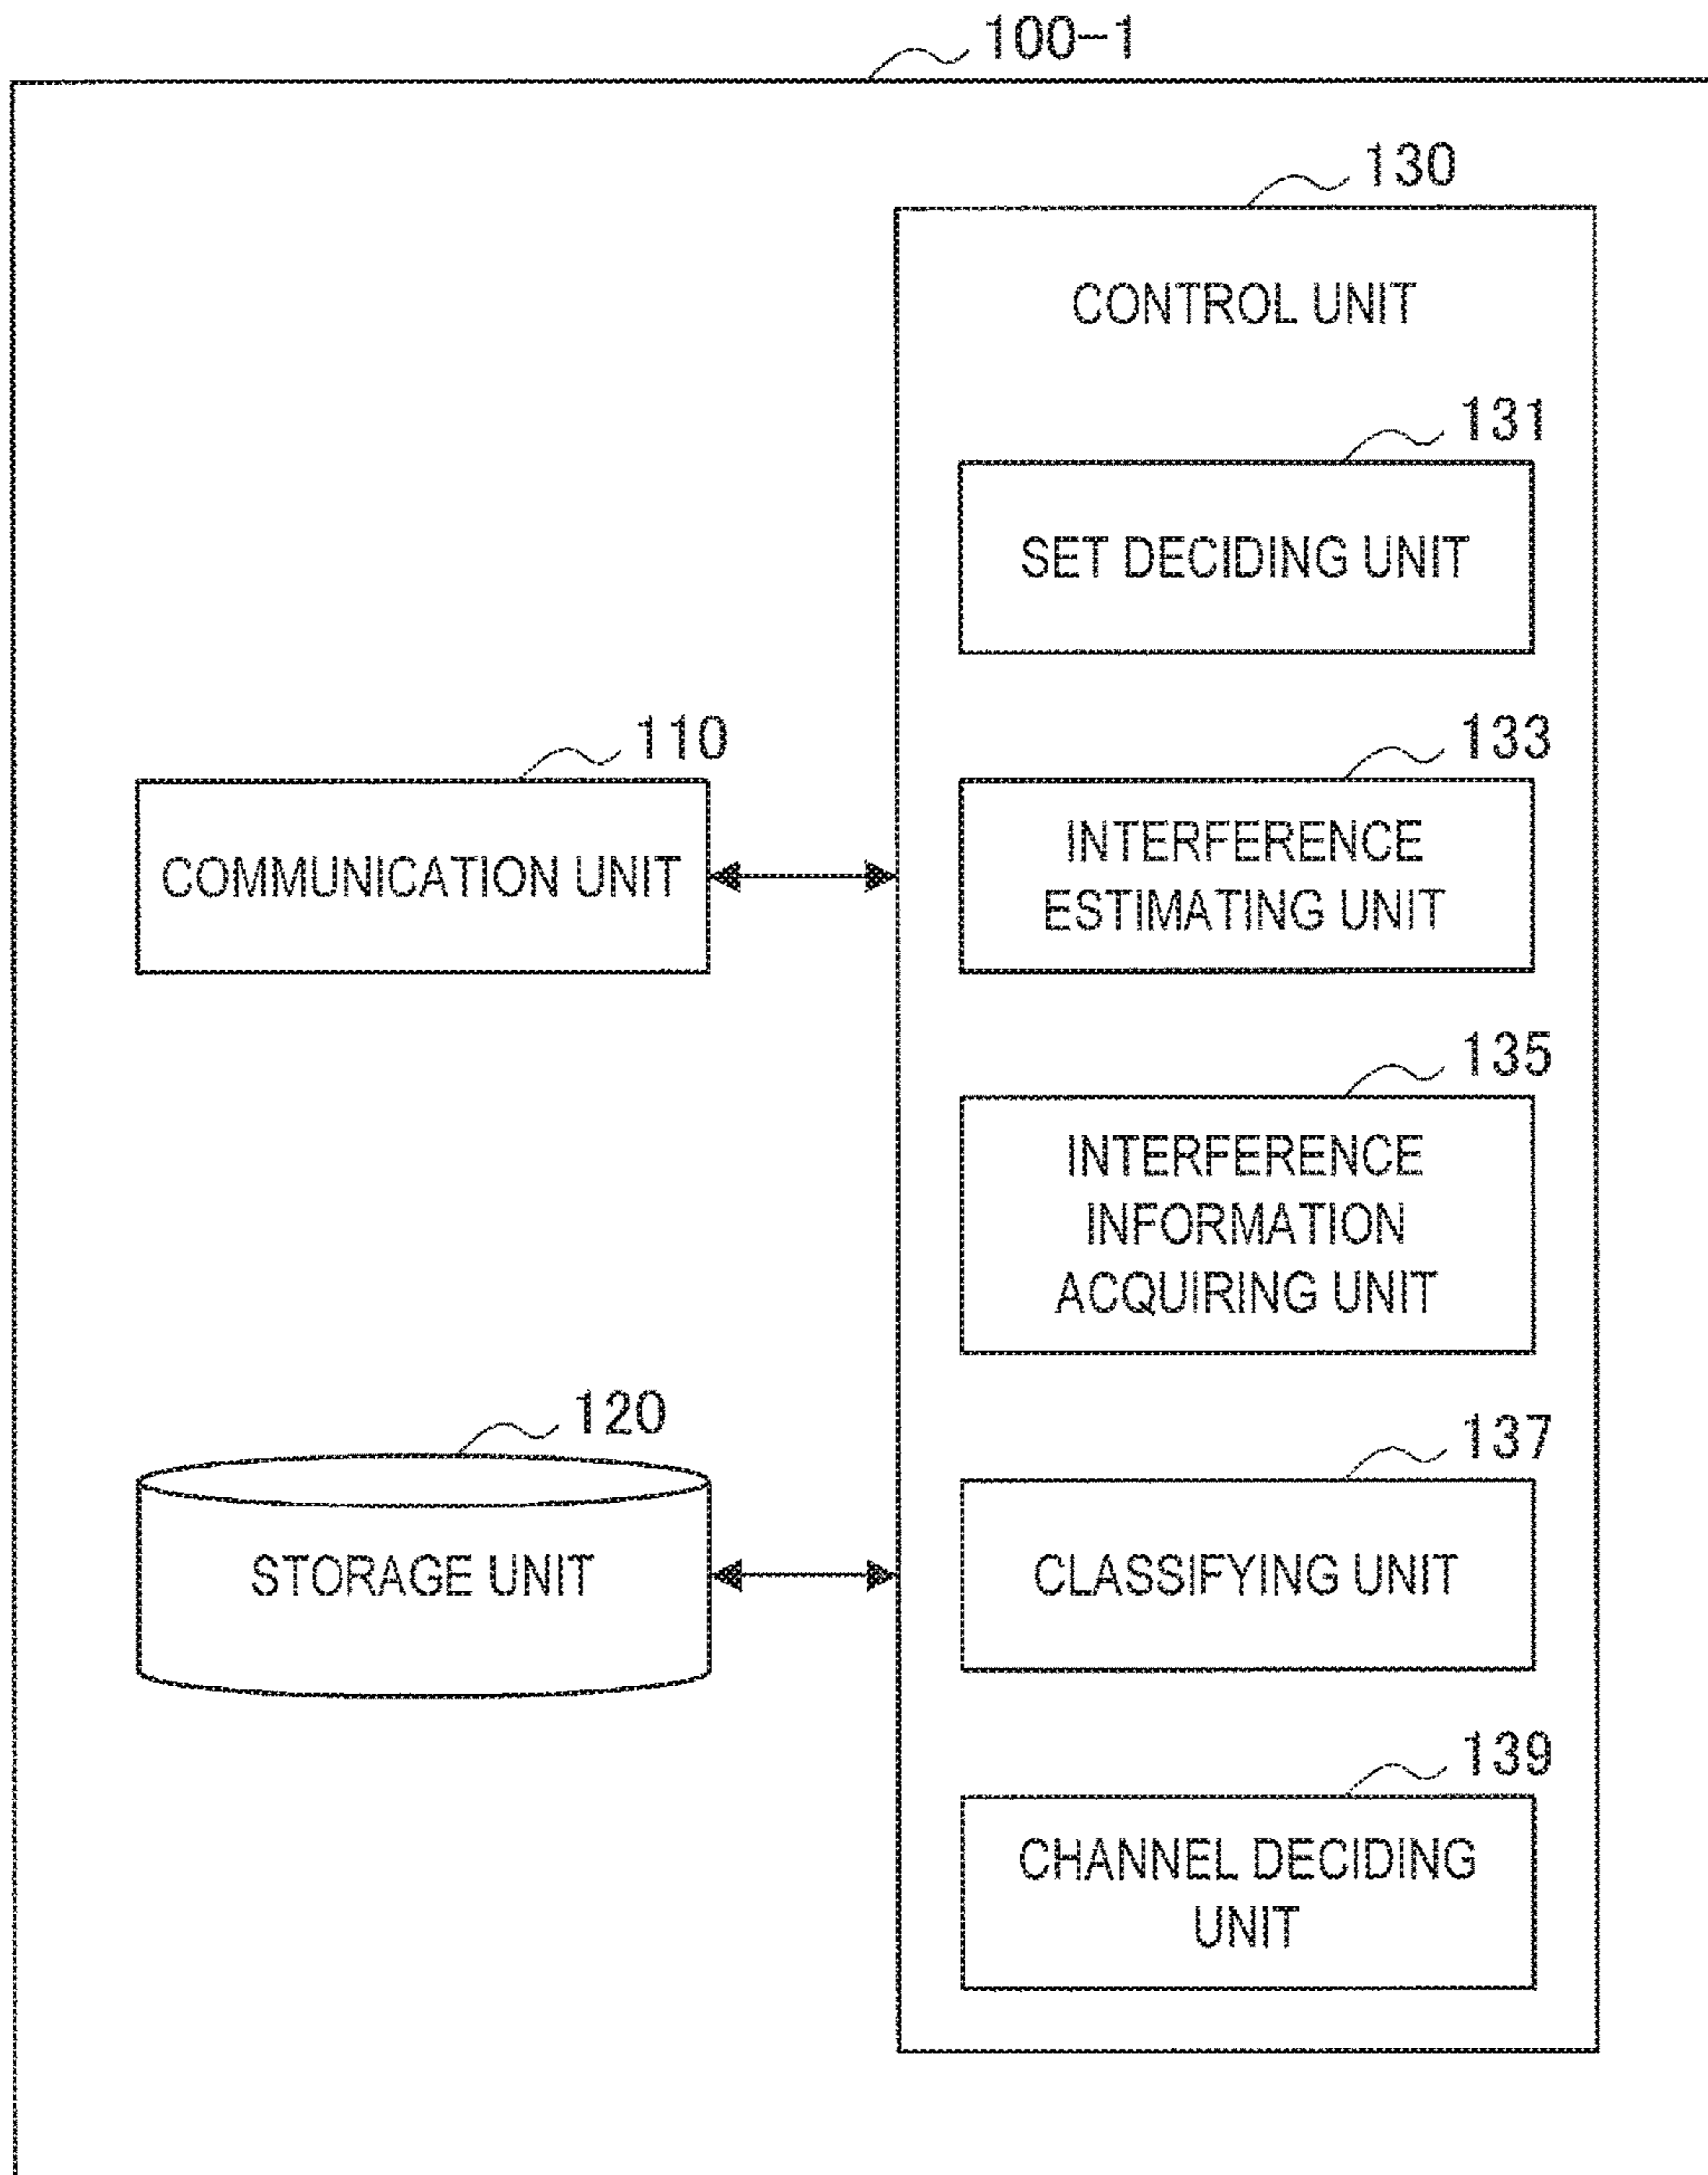 100-1
130
CONTROL UNIT
131
SET DECIDING UNIT
110
COMMUNICATION UNIT
133
INTERFERENCE
ESTIMATING UNIT
135
INTERFERENCE
INFORMATION
ACQUIRING UNIT
120
STORAGE UNIT
137
CLASSIFYING UNIT
139
CHANNEL DECIDING
UNIT